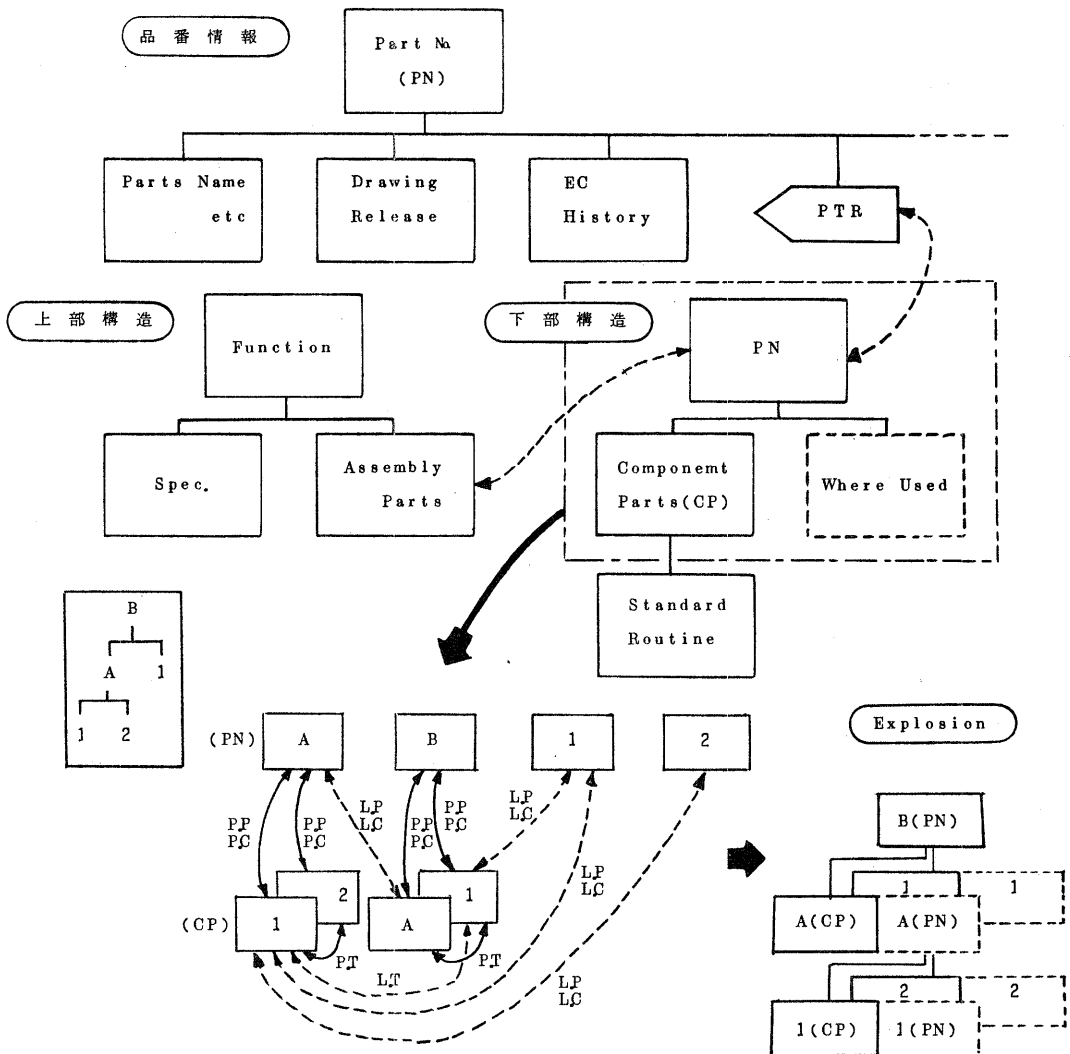 品番情報
Part No.
(PN)
Parts Name
etc
Drawing
Release
EC
History
PTR
上部構造
下部構造
Function
PN
Spec.
Assembly
Parts
Componemt
Parts(CP)
Where Used
Standard
Routine
B
A 1
1 2
(PN) A B 1 2
Explosion
P.P
P.C
P.P
P.C
L.P
L.C
P.P
P.C
P.P
P.C
L.P
L.C
L.P
L.C
B(PN)
2 1
(CP) 1 A
1 1
A(CP) A(PN)
P.T P.T
L.T
L.P
L.C
2 2
1(CP) 1(PN)